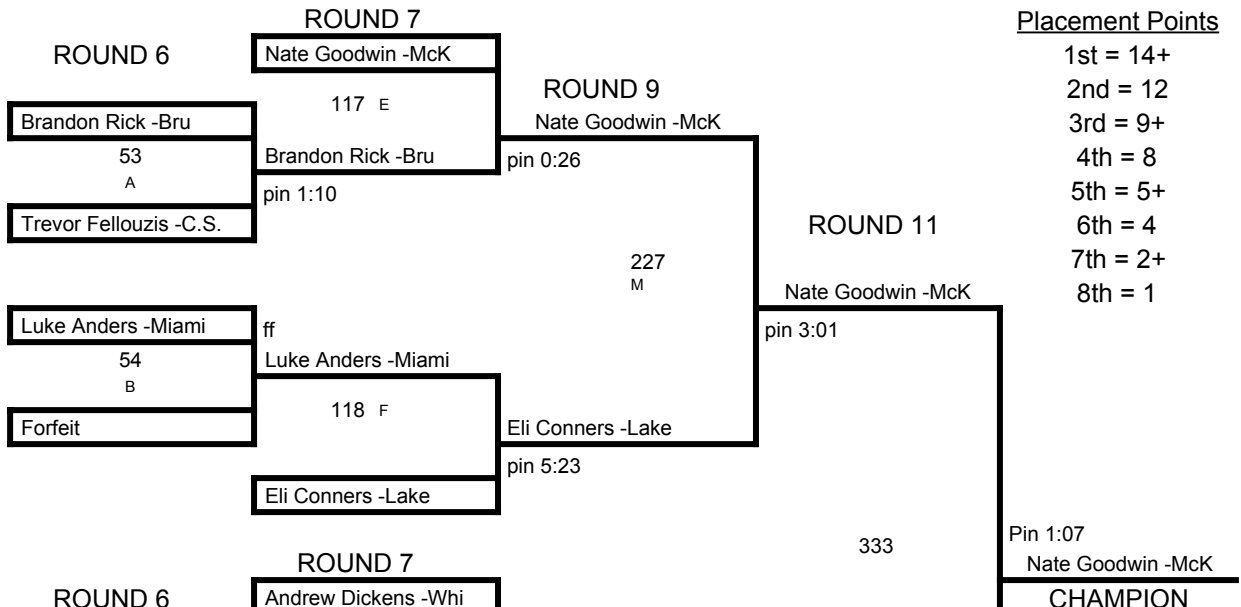 ROUND 7
Placement Points
ROUND 6
Nate Goodwin -McK
1st = 14+
117 E
ROUND 9
2nd = 12
Brandon Rick -Bru
Nate Goodwin -McK
3rd = 9+
53
Brandon Rick -Bru
pin 0:26
4th = 8
A
pin 1:10
5th = 5+
Trevor Fellouzis -C.S.
ROUND 11
6th = 4
227
7th = 2+
M
Nate Goodwin -McK
8th = 1
Luke Anders -Miami
ff
pin 3:01
54
Luke Anders -Miami
B
118 F
Forfeit
Eli Conners -Lake
pin 5:23
Eli Conners -Lake
333
Pin 1:07
ROUND 7
Nate Goodwin -McK
ROUND 6
Andrew Dickens -Whi
CHAMPION